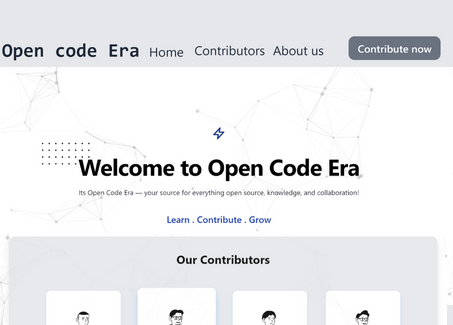 Open code Era Home Contributors About us Contribute now
Welcome to Open Code Era
Its Open Code Era — your source for everything open source, knowledge, and collaboration!
Learn . Contribute . Grow
Our Contributors